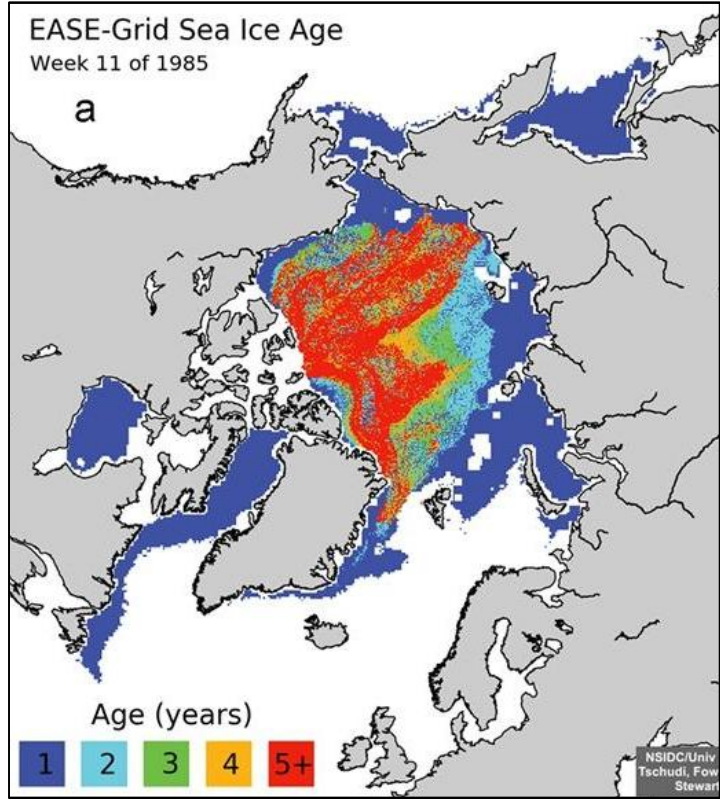 EASE-Grid Sea Ice Age
Week 11 of 1985
a
Age (years)
1 2 3 4 5+
NSIDC/Univ
Tschudi, Fow
Stewar